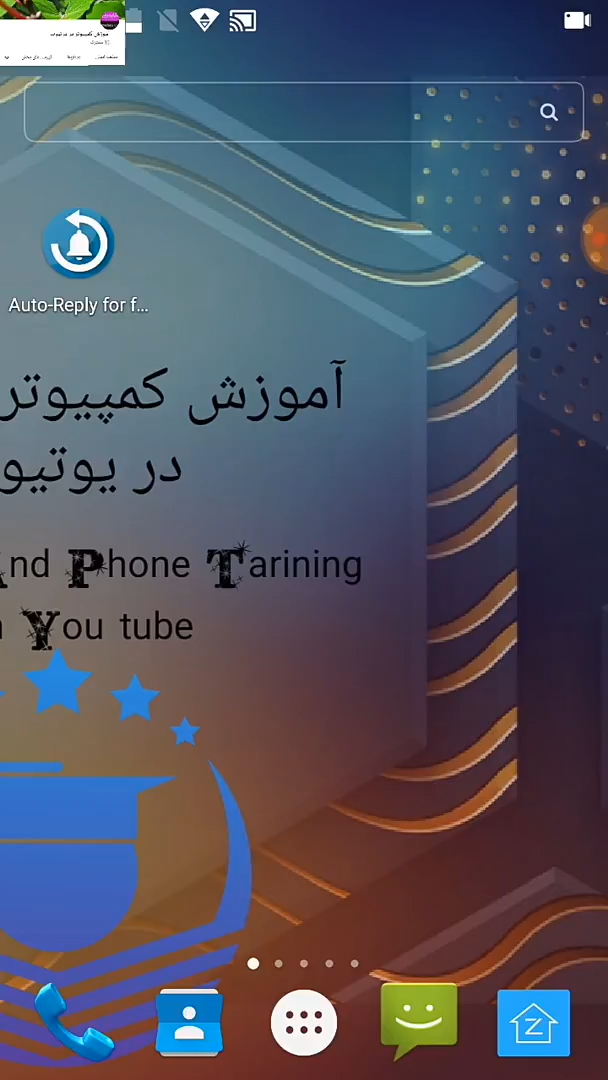 Auto-Reply for f...
آموزش کمپیوتر
در یوتیو
nd Phone Tarining
You tube